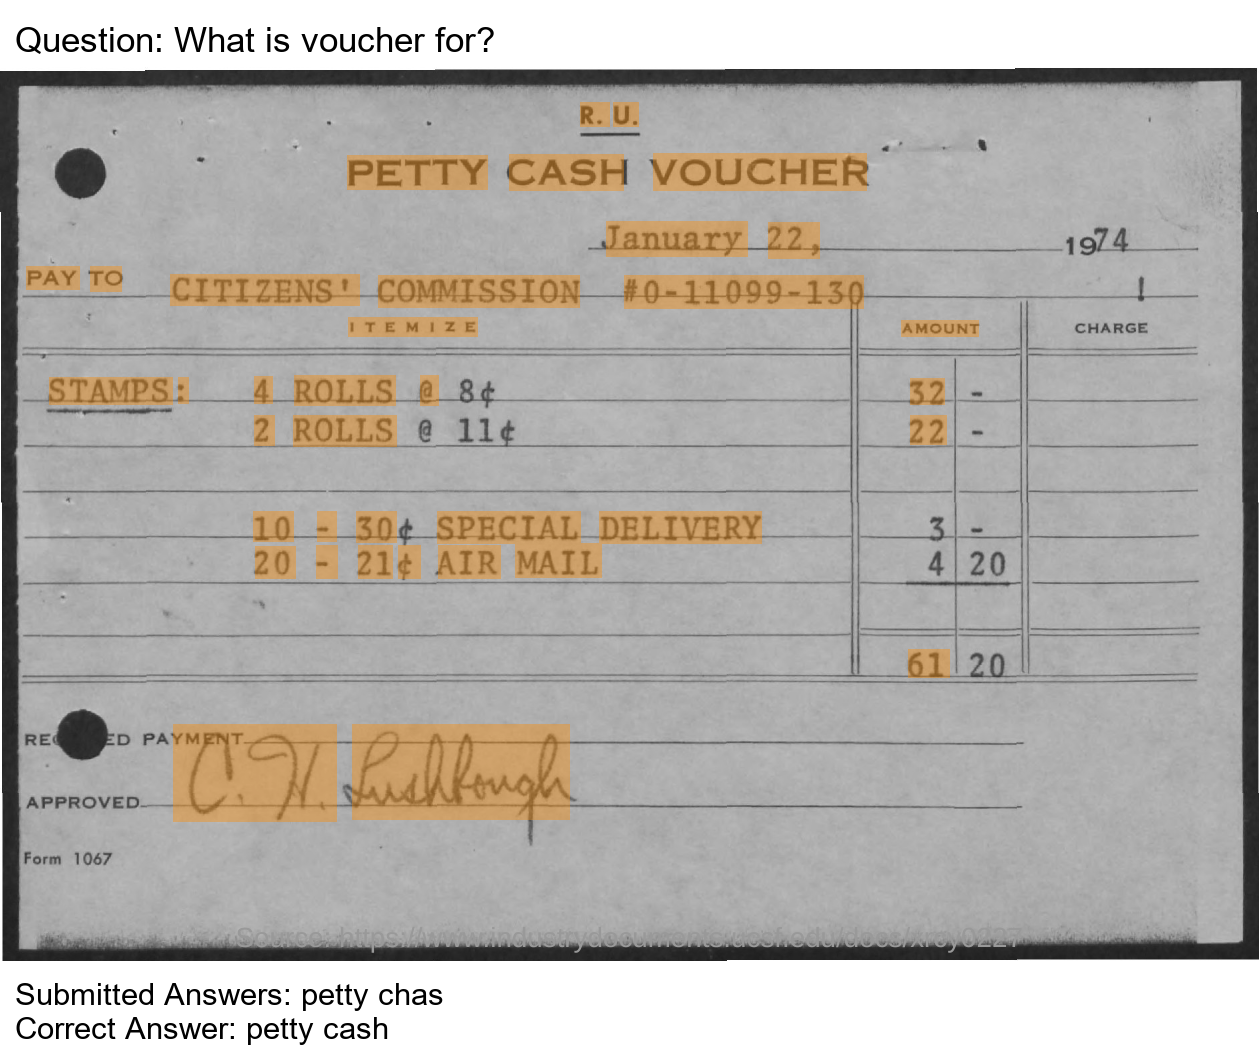 Question: What is voucher for?
R. U.
PETTY CASH VOUCHER
January 22, 1974
PAY TO CITIZENS' COMMISSION #0-11099-130 !
ITEMIZE AMOUNT CHARGE
STAMPS: 4 ROLLS @ 8¢ 32 -
2 ROLLS @ 11¢ 22 -
10 - 30¢ SPECIAL DELIVERY 3 -
20 - 21¢ AIR MAIL 4 20
61 20
RE ED PAYMENT
C. H. Lushbough
APPROVED
Form 1067
Source: https://www.industrydocuments.ucsf.edu/docs/xrcy0227
Submitted Answers: petty chas
Correct Answer: petty cash